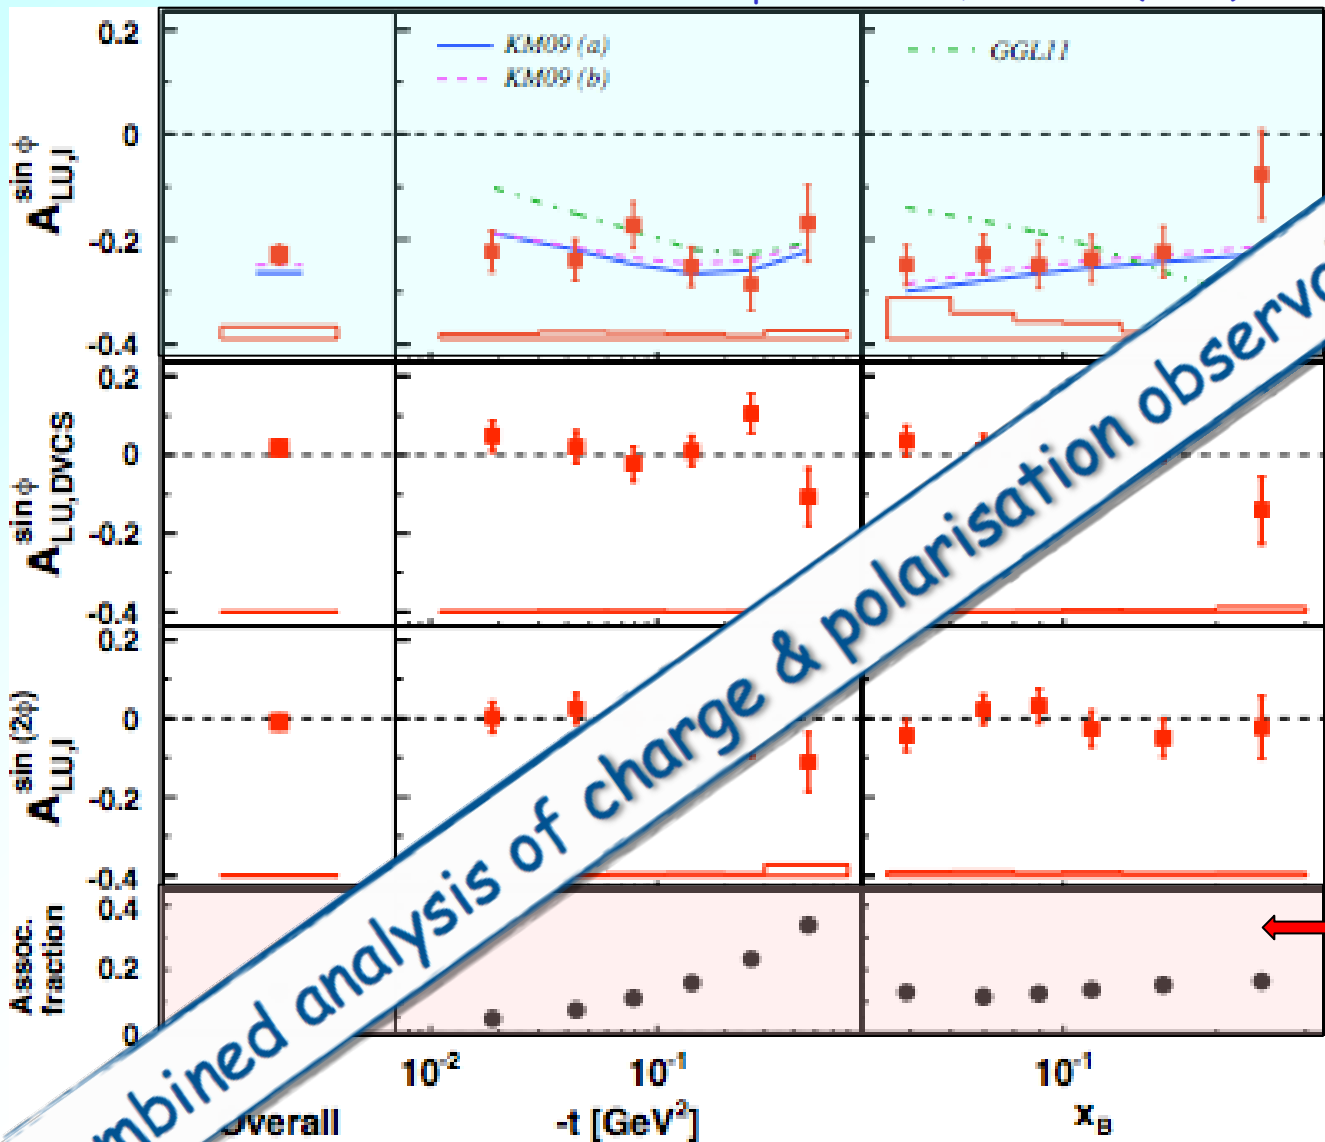 0.2
0
-0.2
-0.4
A sin ϕ LU,I
KM09 (a)
KM09 (b)
GGL11
0.2
0
-0.2
-0.4
A sin ϕ LU,DVCS
0.2
0
-0.2
-0.4
A sin (2ϕ) LU,I
0.4
0.2
0
Assoc.
fraction
mbined analysis of charge & polarisation observa
10-2
10-1
10-1
Overall
-t [GeV2]
xB